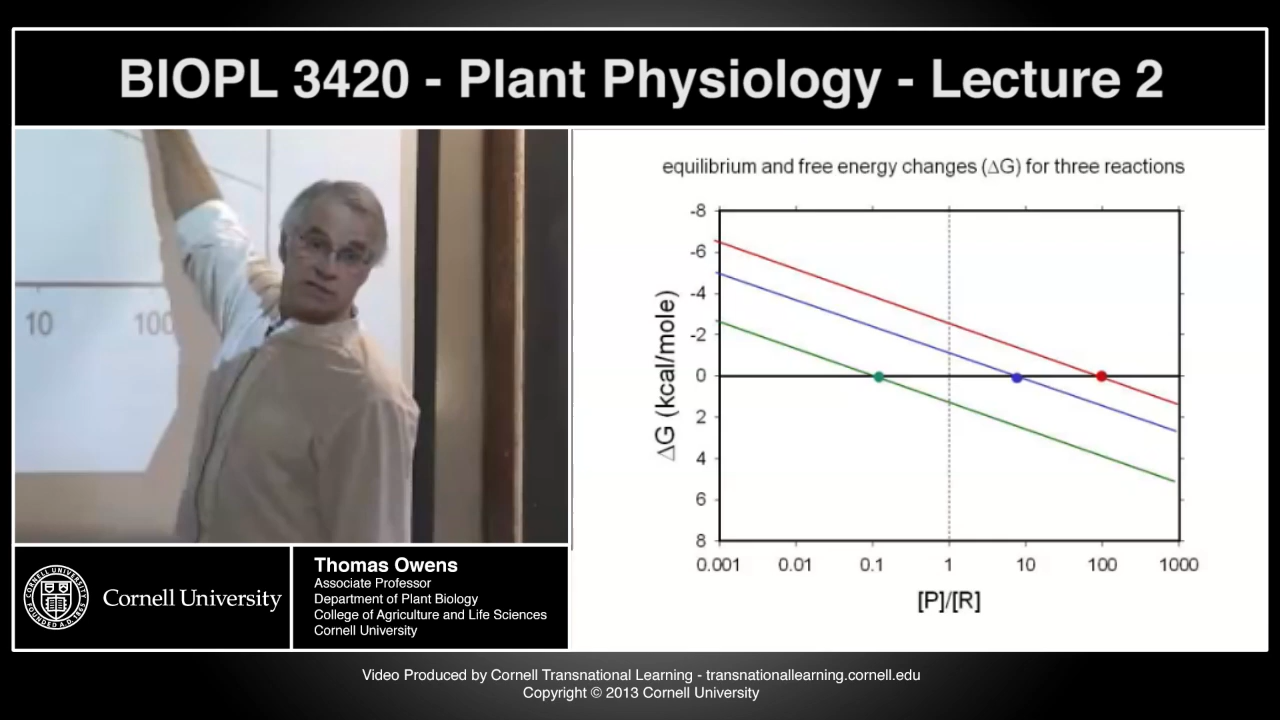 BIOPL 3420 - Plant Physiology - Lecture 2
10 100
equilibrium and free energy changes (ΔG) for three reactions
ΔG (kcal/mole)
-8
-6
-4
-2
0
2
4
6
8
0.001 0.01 0.1 1 10 100 1000
[P]/[R]
Cornell University
Thomas Owens
Associate Professor
Department of Plant Biology
College of Agriculture and Life Sciences
Cornell University
Video Produced by Cornell Transnational Learning - transnationallearning.cornell.edu
Copyright © 2013 Cornell University